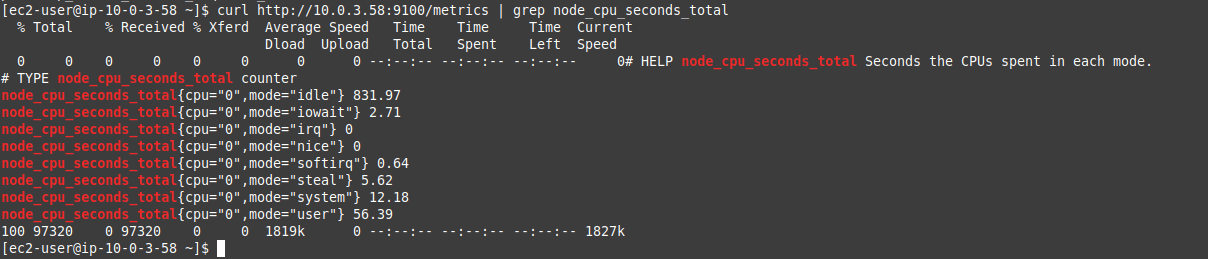 [ec2-user@ip-10-0-3-58 ~]$ curl http://10.0.3.58:9100/metrics | grep node_cpu_seconds_total
  % Total    % Received % Xferd  Average Speed   Time    Time     Time  Current
                                 Dload  Upload   Total   Spent    Left  Speed
  0     0    0     0    0     0      0      0 --:--:-- --:--:-- --:--:--     0# HELP node_cpu_seconds_total Seconds the CPUs spent in each mode.
# TYPE node_cpu_seconds_total counter
node_cpu_seconds_total{cpu="0",mode="idle"} 831.97
node_cpu_seconds_total{cpu="0",mode="iowait"} 2.71
node_cpu_seconds_total{cpu="0",mode="irq"} 0
node_cpu_seconds_total{cpu="0",mode="nice"} 0
node_cpu_seconds_total{cpu="0",mode="softirq"} 0.64
node_cpu_seconds_total{cpu="0",mode="steal"} 5.62
node_cpu_seconds_total{cpu="0",mode="system"} 12.18
node_cpu_seconds_total{cpu="0",mode="user"} 56.39
100 97320    0 97320    0     0  1819k      0 --:--:-- --:--:-- --:--:-- 1827k
[ec2-user@ip-10-0-3-58 ~]$